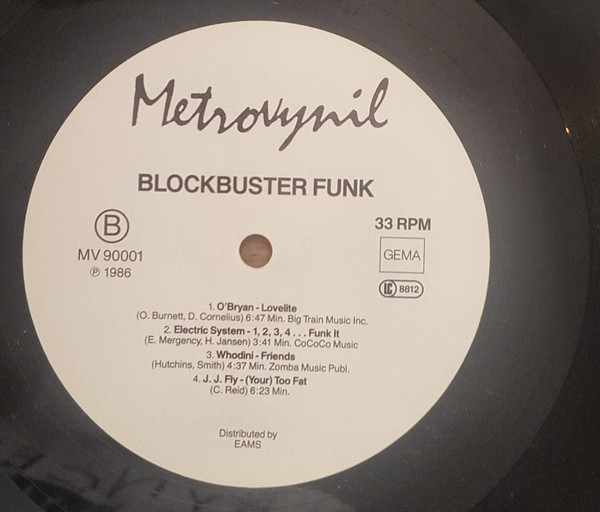 Metrovynil
BLOCKBUSTER FUNK
B
MV 90001
℗ 1986
33 RPM
GEMA
LC 8812
1. O'Bryan - Lovelite
(O. Burnett, D. Cornelius) 6:47 Min. Big Train Music Inc.
2. Electric System - 1, 2, 3, 4 . . . Funk It
(E. Mergency, H. Jansen) 3:41 Min. CoCoCo Music
3. Whodini - Friends
(Hutchins, Smith) 4:37 Min. Zomba Music Publ.
4. J. J. Fly - (Your) Too Fat
(C. Reid) 6:23 Min.
Distributed by
EAMS